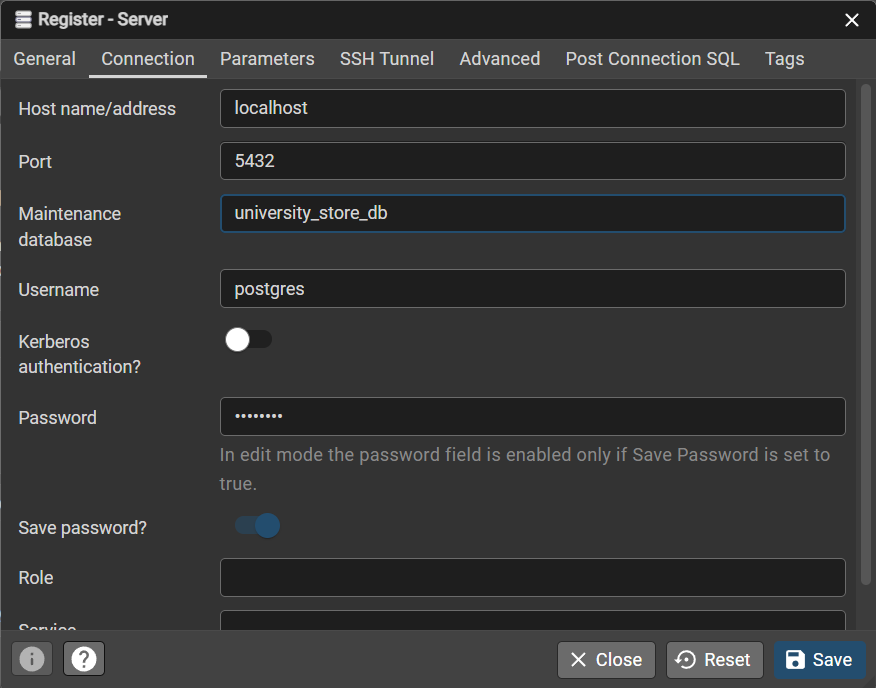 Register - Server
General Connection Parameters SSH Tunnel Advanced Post Connection SQL Tags
Host name/address localhost
Port 5432
Maintenance
database
university_store_db
Username postgres
Kerberos
authentication?
Password ••••••••
In edit mode the password field is enabled only if Save Password is set to
true.
Save password?
Role
Service
Close Reset Save